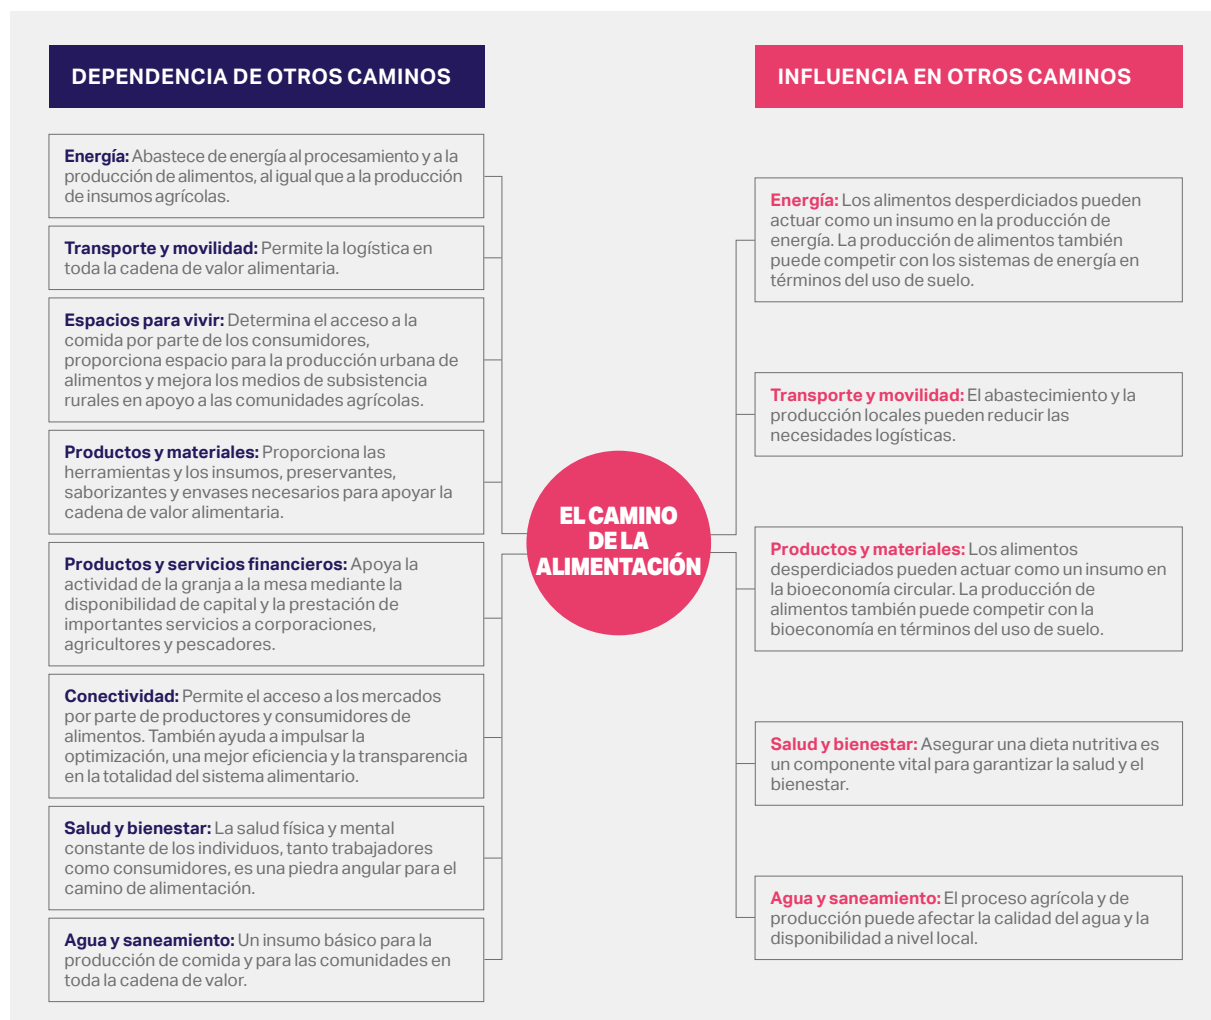 DEPENDENCIA DE OTROS CAMINOS
Energía: Abastece de energía al procesamiento y a la
producción de alimentos, al igual que a la producción
de insumos agrícolas.
Transporte y movilidad: Permite la logística en
toda la cadena de valor alimentaria.
Espacios para vivir: Determina el acceso a la
comida por parte de los consumidores,
proporciona espacio para la producción urbana de
alimentos y mejora los medios de subsistencia
rurales en apoyo a las comunidades agrícolas.
Productos y materiales: Proporciona las
herramientas y los insumos, preservantes,
saborizantes y envases necesarios para apoyar la
cadena de valor alimentaria.
Productos y servicios financieros: Apoya la
actividad de la granja a la mesa mediante la
disponibilidad de capital y la prestación de
importantes servicios a corporaciones,
agricultores y pescadores.
Conectividad: Permite el acceso a los mercados
por parte de productores y consumidores de
alimentos. También ayuda a impulsar la
optimización, una mejor eficiencia y la transparencia
en la totalidad del sistema alimentario.
Salud y bienestar: La salud física y mental
constante de los individuos, tanto trabajadores
como consumidores, es una piedra angular para el
camino de alimentación.
Agua y saneamiento: Un insumo básico para la
producción de comida y para las comunidades en
toda la cadena de valor.
EL CAMINO
DE LA
ALIMENTACIÓN
INFLUENCIA EN OTROS CAMINOS
Energía: Los alimentos desperdiciados pueden
actuar como un insumo en la producción de
energía. La producción de alimentos también
puede competir con los sistemas de energía en
términos del uso de suelo.
Transporte y movilidad: El abastecimiento y la
producción locales pueden reducir las
necesidades logísticas.
Productos y materiales: Los alimentos
desperdiciados pueden actuar como un insumo en
la bioeconomía circular. La producción de
alimentos también puede competir con la
bioeconomía en términos del uso de suelo.
Salud y bienestar: Asegurar una dieta nutritiva es
un componente vital para garantizar la salud y el
bienestar.
Agua y saneamiento: El proceso agrícola y de
producción puede afectar la calidad del agua y la
disponibilidad a nivel local.